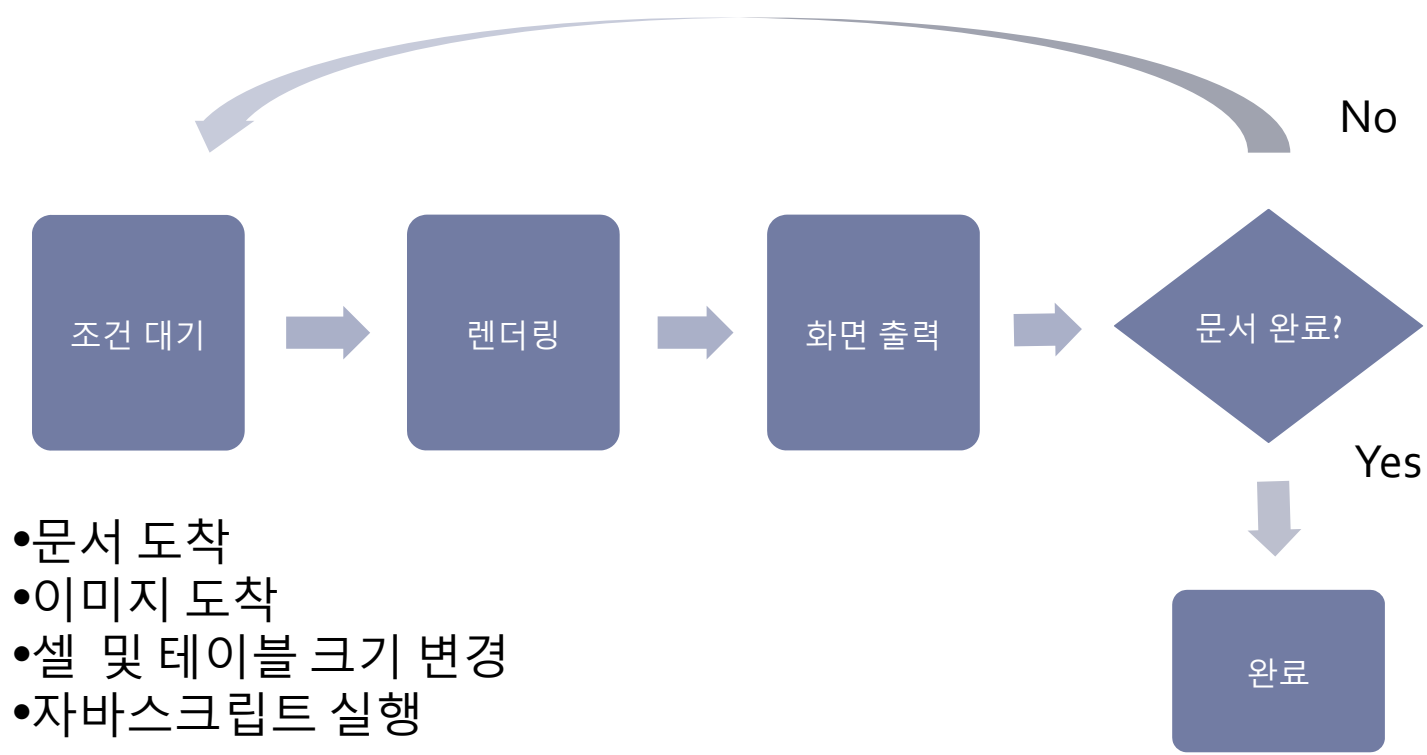 No
조건 대기
렌더링
화면 출력
문서 완료?
Yes
•문서 도착
•이미지 도착
•셀 및 테이블 크기 변경
•자바스크립트 실행
완료